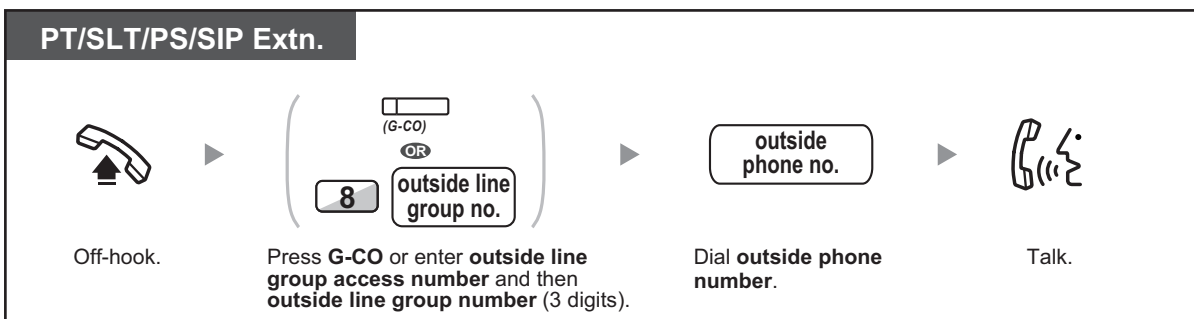 PT/SLT/PS/SIP Extn.
(G-CO)
OR
8
outside line
group no.
outside
phone no.
Off-hook.
Press G-CO or enter outside line
group access number and then
outside line group number (3 digits).
Dial outside phone
number.
Talk.